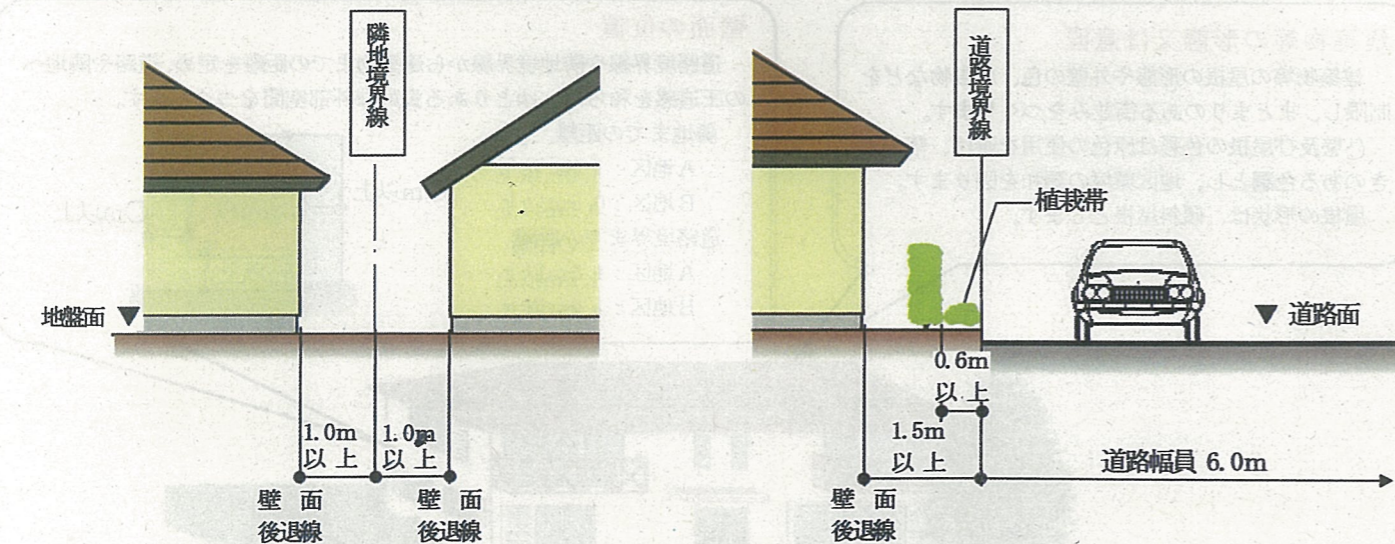 隣地境界線
道路境界線
植栽帯
地盤面
道路面
0.6m
以上
1.0m
以上
1.0m
以上
1.5m
以上
道路幅員 6.0m
壁面
後退線
壁面
後退線
壁面
後退線